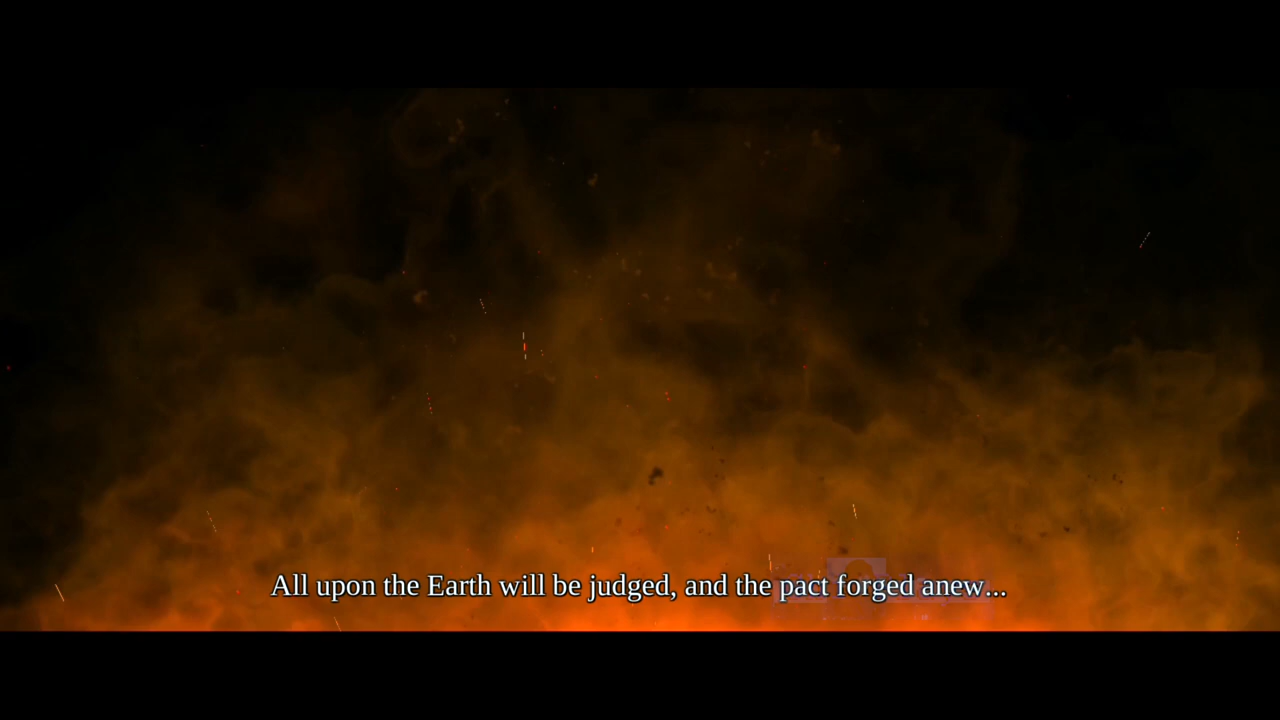 All upon the Earth will be judged, and the pact forged anew...